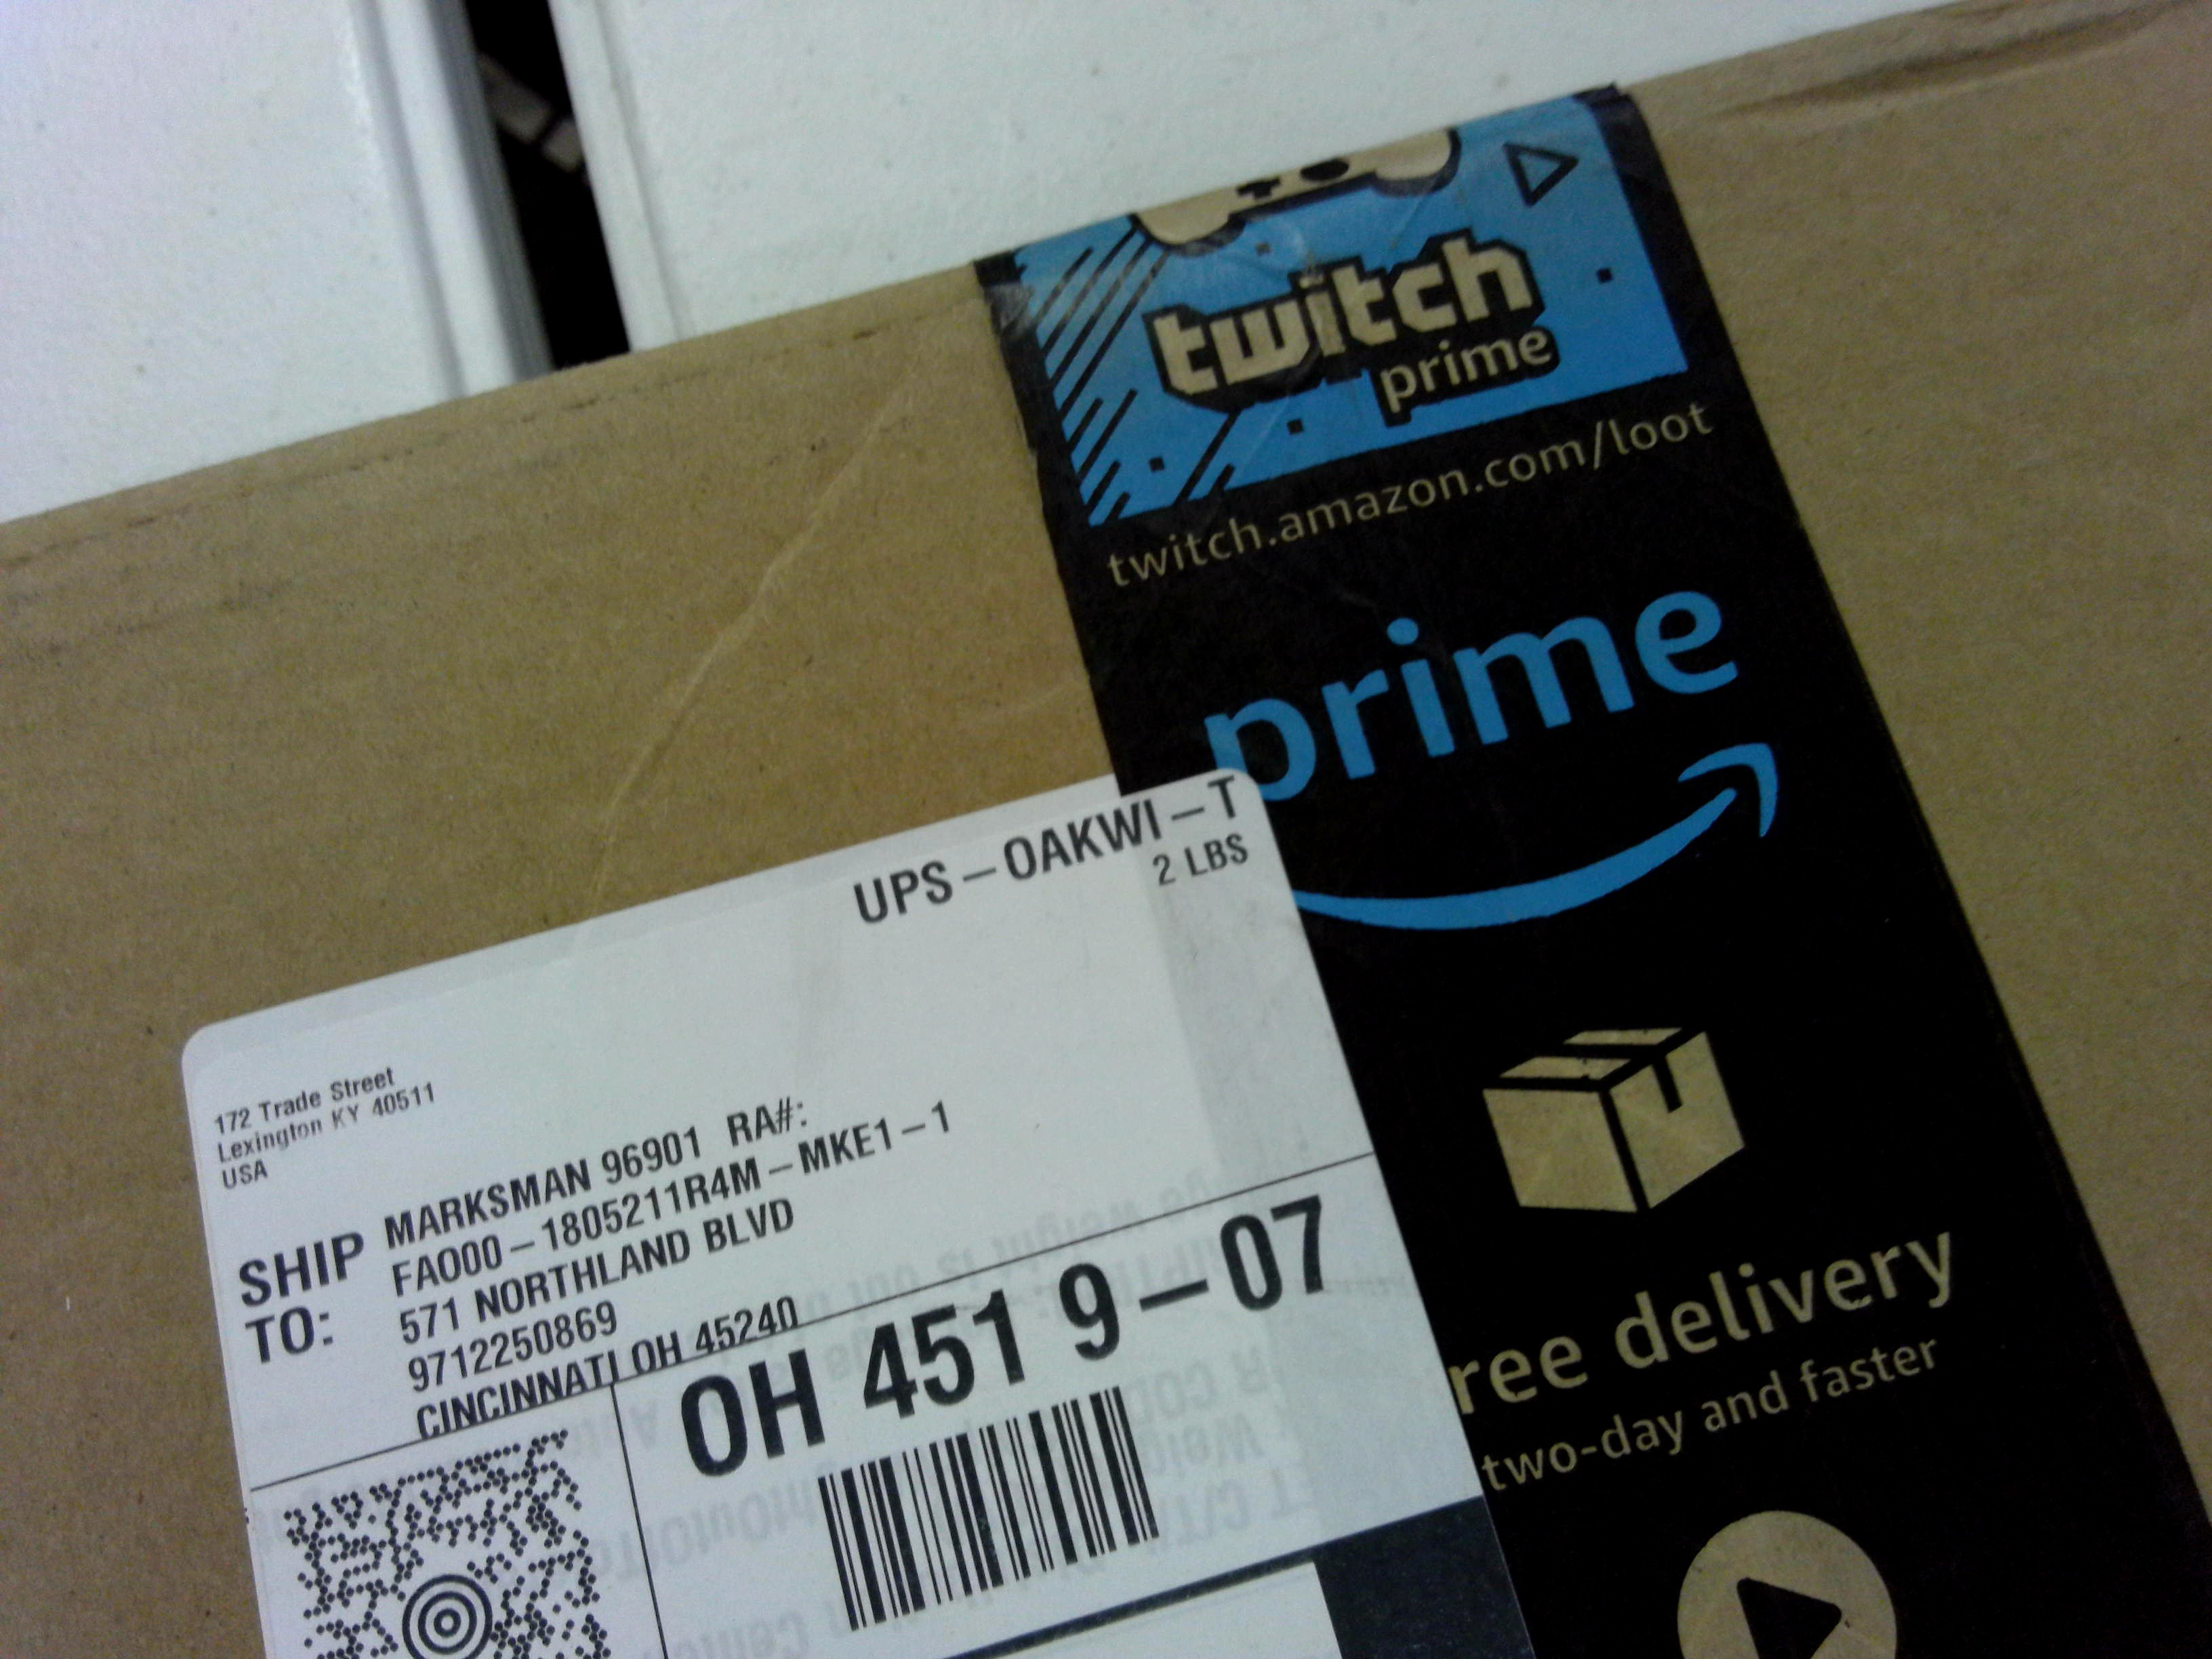 twitch
prime
twitch.amazon.com/loot
prime
UPS-OAKWI-T
2 LBS
172 Trade Street
Lexington KY 40511
USA
SHIP TO:
MARKSMAN 96901 RA#:
FAO00-1805211R4M-MKE1-1
571 NORTHLAND BLVD
9712250869
CINCINNATI OH 45240
OH 451 9-07
ree delivery
two-day and faster